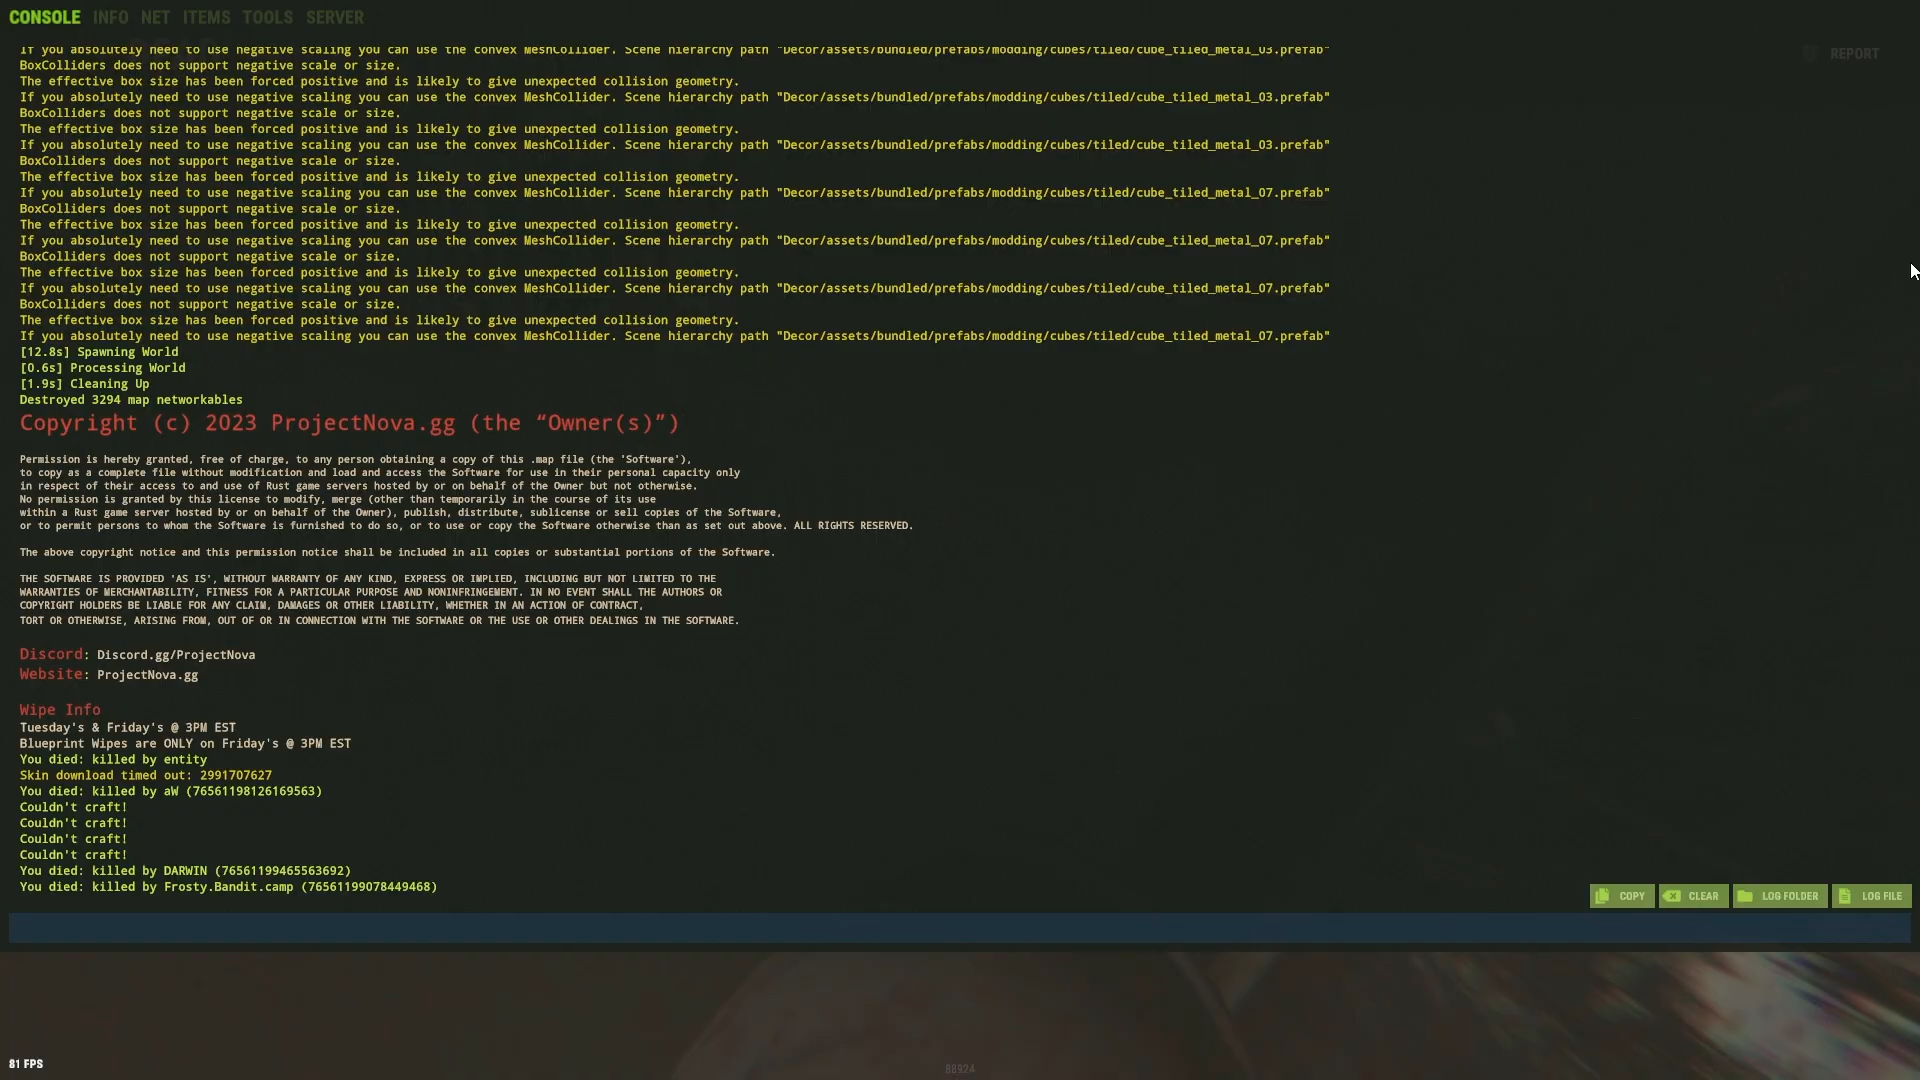 CONSOLE INFO NET ITEMS TOOLS SERVER
REPORT
If you absolutely need to use negative scaling you can use the convex MeshCollider. Scene hierarchy path "Decor/assets/bundled/prefabs/modding/cubes/tiled/cube_tiled_metal_03.prefab"
BoxColliders does not support negative scale or size.
The effective box size has been forced positive and is likely to give unexpected collision geometry.
If you absolutely need to use negative scaling you can use the convex MeshCollider. Scene hierarchy path "Decor/assets/bundled/prefabs/modding/cubes/tiled/cube_tiled_metal_03.prefab"
BoxColliders does not support negative scale or size.
The effective box size has been forced positive and is likely to give unexpected collision geometry.
If you absolutely need to use negative scaling you can use the convex MeshCollider. Scene hierarchy path "Decor/assets/bundled/prefabs/modding/cubes/tiled/cube_tiled_metal_03.prefab"
BoxColliders does not support negative scale or size.
The effective box size has been forced positive and is likely to give unexpected collision geometry.
If you absolutely need to use negative scaling you can use the convex MeshCollider. Scene hierarchy path "Decor/assets/bundled/prefabs/modding/cubes/tiled/cube_tiled_metal_07.prefab"
BoxColliders does not support negative scale or size.
The effective box size has been forced positive and is likely to give unexpected collision geometry.
If you absolutely need to use negative scaling you can use the convex MeshCollider. Scene hierarchy path "Decor/assets/bundled/prefabs/modding/cubes/tiled/cube_tiled_metal_07.prefab"
BoxColliders does not support negative scale or size.
The effective box size has been forced positive and is likely to give unexpected collision geometry.
If you absolutely need to use negative scaling you can use the convex MeshCollider. Scene hierarchy path "Decor/assets/bundled/prefabs/modding/cubes/tiled/cube_tiled_metal_07.prefab"
BoxColliders does not support negative scale or size.
The effective box size has been forced positive and is likely to give unexpected collision geometry.
If you absolutely need to use negative scaling you can use the convex MeshCollider. Scene hierarchy path "Decor/assets/bundled/prefabs/modding/cubes/tiled/cube_tiled_metal_07.prefab"
[12.8s] Spawning World
[0.6s] Processing World
[1.9s] Cleaning Up
Destroyed 3294 map networkables
Copyright (c) 2023 ProjectNova.gg (the “Owner(s)”)
Permission is hereby granted, free of charge, to any person obtaining a copy of this .map file (the 'Software'),
to copy as a complete file without modification and load and access the Software for use in their personal capacity only
in respect of their access to and use of Rust game servers hosted by or on behalf of the Owner but not otherwise.
No permission is granted by this license to modify, merge (other than temporarily in the course of its use
within a Rust game server hosted by or on behalf of the Owner), publish, distribute, sublicense or sell copies of the Software,
or to permit persons to whom the Software is furnished to do so, or to use or copy the Software otherwise than as set out above. ALL RIGHTS RESERVED.
The above copyright notice and this permission notice shall be included in all copies or substantial portions of the Software.
THE SOFTWARE IS PROVIDED 'AS IS', WITHOUT WARRANTY OF ANY KIND, EXPRESS OR IMPLIED, INCLUDING BUT NOT LIMITED TO THE
WARRANTIES OF MERCHANTABILITY, FITNESS FOR A PARTICULAR PURPOSE AND NONINFRINGEMENT. IN NO EVENT SHALL THE AUTHORS OR
COPYRIGHT HOLDERS BE LIABLE FOR ANY CLAIM, DAMAGES OR OTHER LIABILITY, WHETHER IN AN ACTION OF CONTRACT,
TORT OR OTHERWISE, ARISING FROM, OUT OF OR IN CONNECTION WITH THE SOFTWARE OR THE USE OR OTHER DEALINGS IN THE SOFTWARE.
Discord: Discord.gg/ProjectNova
Website: ProjectNova.gg
Wipe Info
Tuesday's & Friday's @ 3PM EST
Blueprint Wipes are ONLY on Friday's @ 3PM EST
You died: killed by entity
Skin download timed out: 2991707627
You died: killed by aW (76561198126169563)
Couldn't craft!
Couldn't craft!
Couldn't craft!
Couldn't craft!
You died: killed by DARWIN (76561199465563692)
You died: killed by Frosty.Bandit.camp (76561199078449468)
COPY CLEAR LOG FOLDER LOG FILE
81 FPS
88924